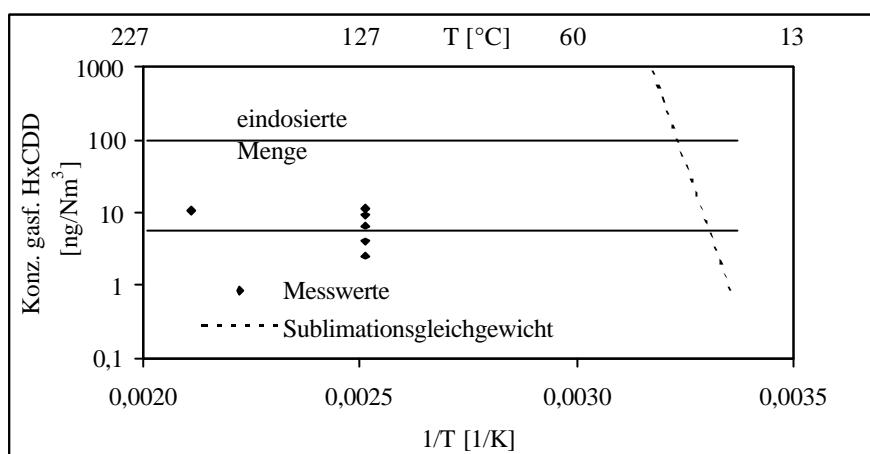 227 127 T [°C] 60 13
Konz. gasf. HxCDD
[ng/Nm³]
1000
100
10
1
0,1
eindosierte
Menge
Messwerte
Sublimationsgleichgewicht
0,0020 0,0025 0,0030 0,0035
1/T [1/K]